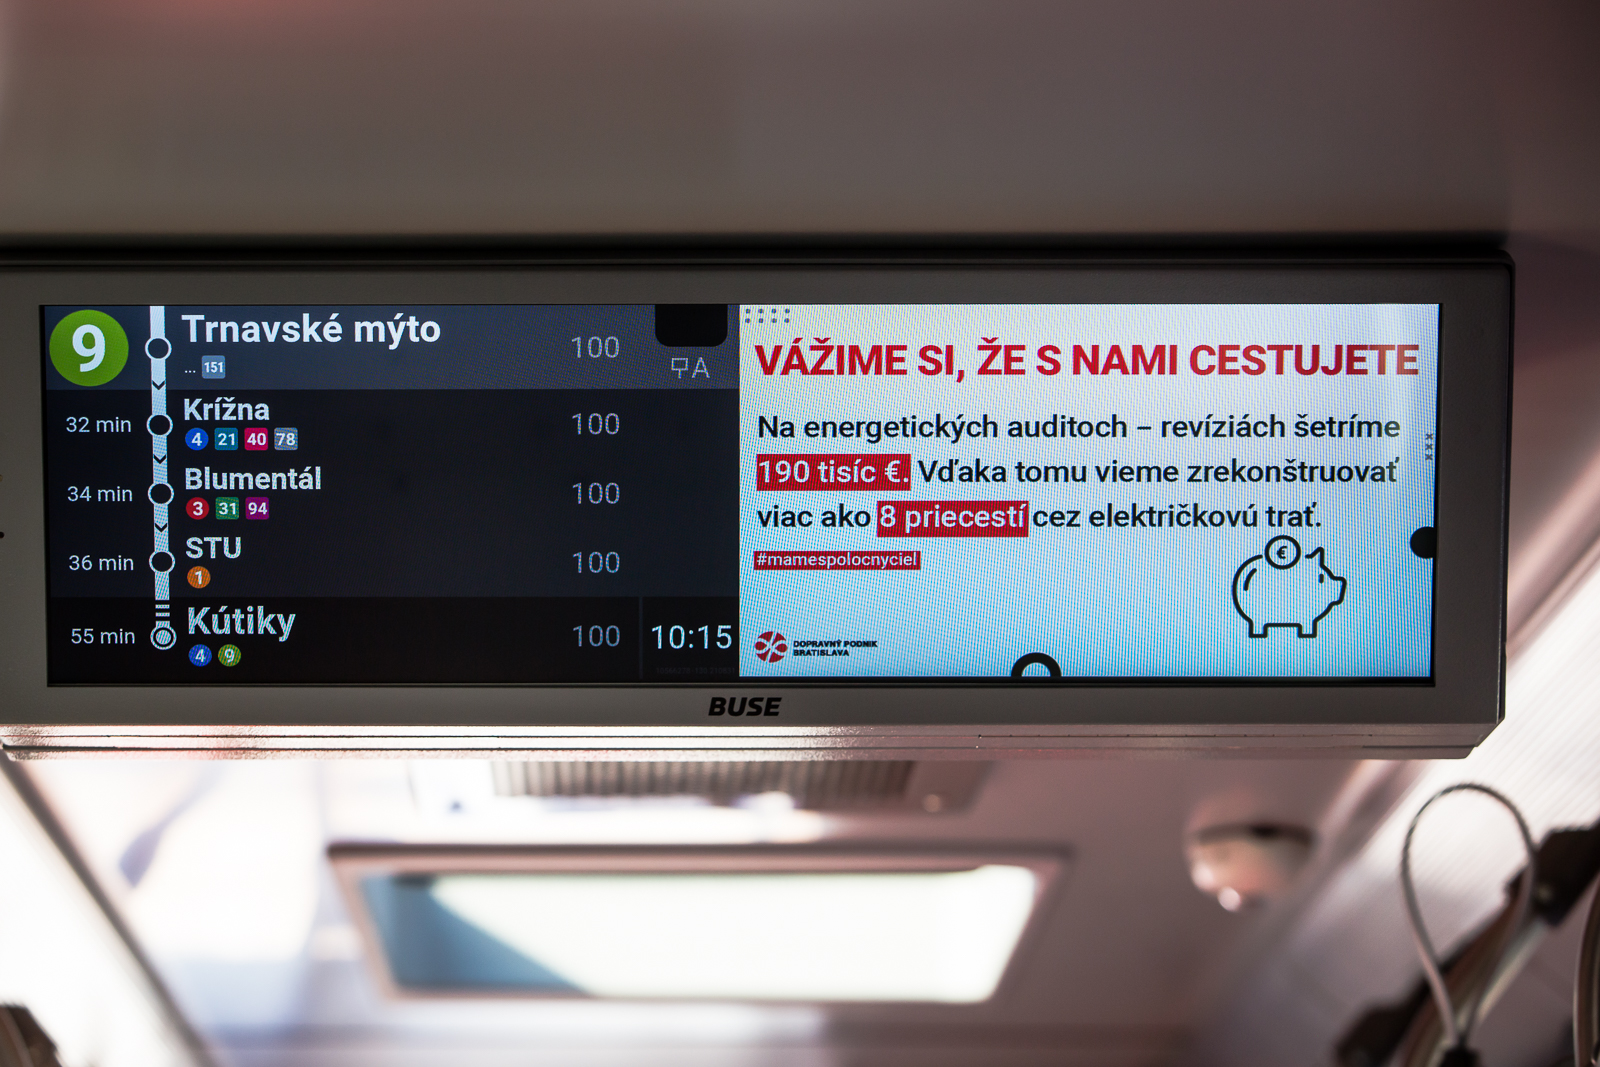 9
Trnavské mýto
100
... 151
A
32 min
Krížna
100
4 21 40 78
34 min
Blumentál
100
3 31 94
36 min
STU
100
1
55 min
Kútiky
100
4 9
10:15
VÁŽIME SI, ŽE S NAMI CESTUJETE
Na energetických auditoch – revíziách šetríme
190 tisíc €. Vďaka tomu vieme zrekonštruovať
viac ako 8 priecestí cez električkovú trať.
#mamespolocnyciel
€
DOPRAVNÝ PODNIK
BRATISLAVA
BUSE